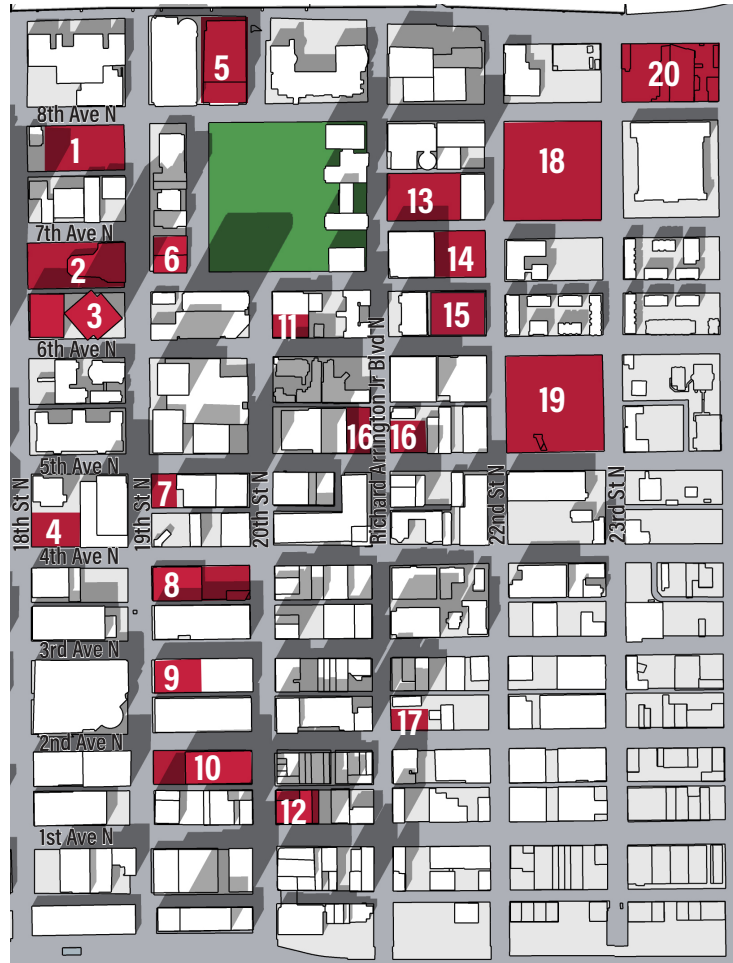 5
20
8th Ave N
1
18
13
7th Ave N
6
14
2
3
11
15
6th Ave N
19
16
16
5th Ave N
18th St N
19th St N
20th St N
Richard Arrington Jr Blvd N
22nd St N
23rd St N
7
4
4th Ave N
8
3rd Ave N
9
17
2nd Ave N
10
12
1st Ave N